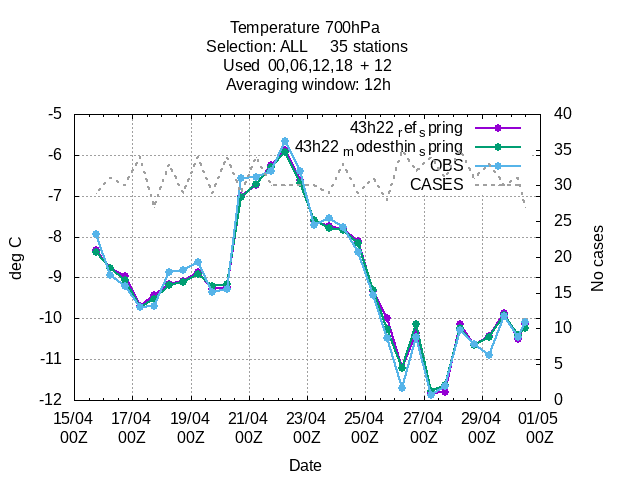 Temperature 700hPa
Selection: ALL 35 stations
Used 00,06,12,18 + 12
Averaging window: 12h
-5 40
43h22 ref spring
-6 35
43h22 modesthin spring
OBS
CASES
-7 30
-8 25
-9 20
-10 15
-11 10
-12 5
0
deg C
No cases
15/04 17/04 19/04 21/04 23/04 25/04 27/04 29/04 01/05
00Z 00Z 00Z 00Z 00Z 00Z 00Z 00Z 00Z
Date